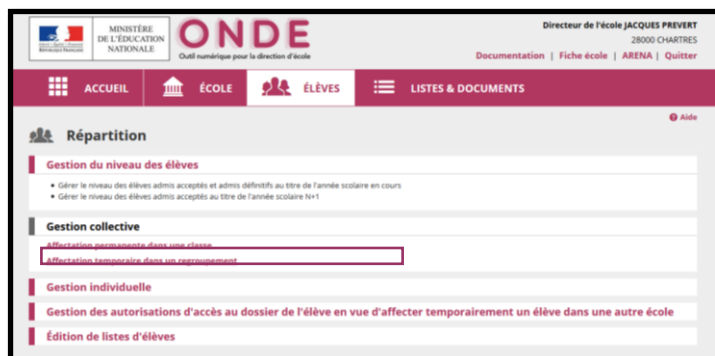 MINISTÈRE
DE L'ÉDUCATION
NATIONALE
ONDE
Outil numérique pour la direction d'école
Directeur de l'école JACQUES PREVERT
28000 CHARTRES
Documentation | Fiche école | ARENA | Quitter
ACCUEIL ÉCOLE ÉLÈVES LISTES & DOCUMENTS
Aide
Répartition
Gestion du niveau des élèves
• Gérer le niveau des élèves admis acceptés et admis définitifs au titre de l'année scolaire en cours
• Gérer le niveau des élèves admis acceptés au titre de l'année scolaire N+1
Gestion collective
Affectation permanente dans une classe
Affectation temporaire dans un regroupement
Gestion individuelle
Gestion des autorisations d'accès au dossier de l'élève en vue d'affecter temporairement un élève dans une autre école
Édition de listes d'élèves